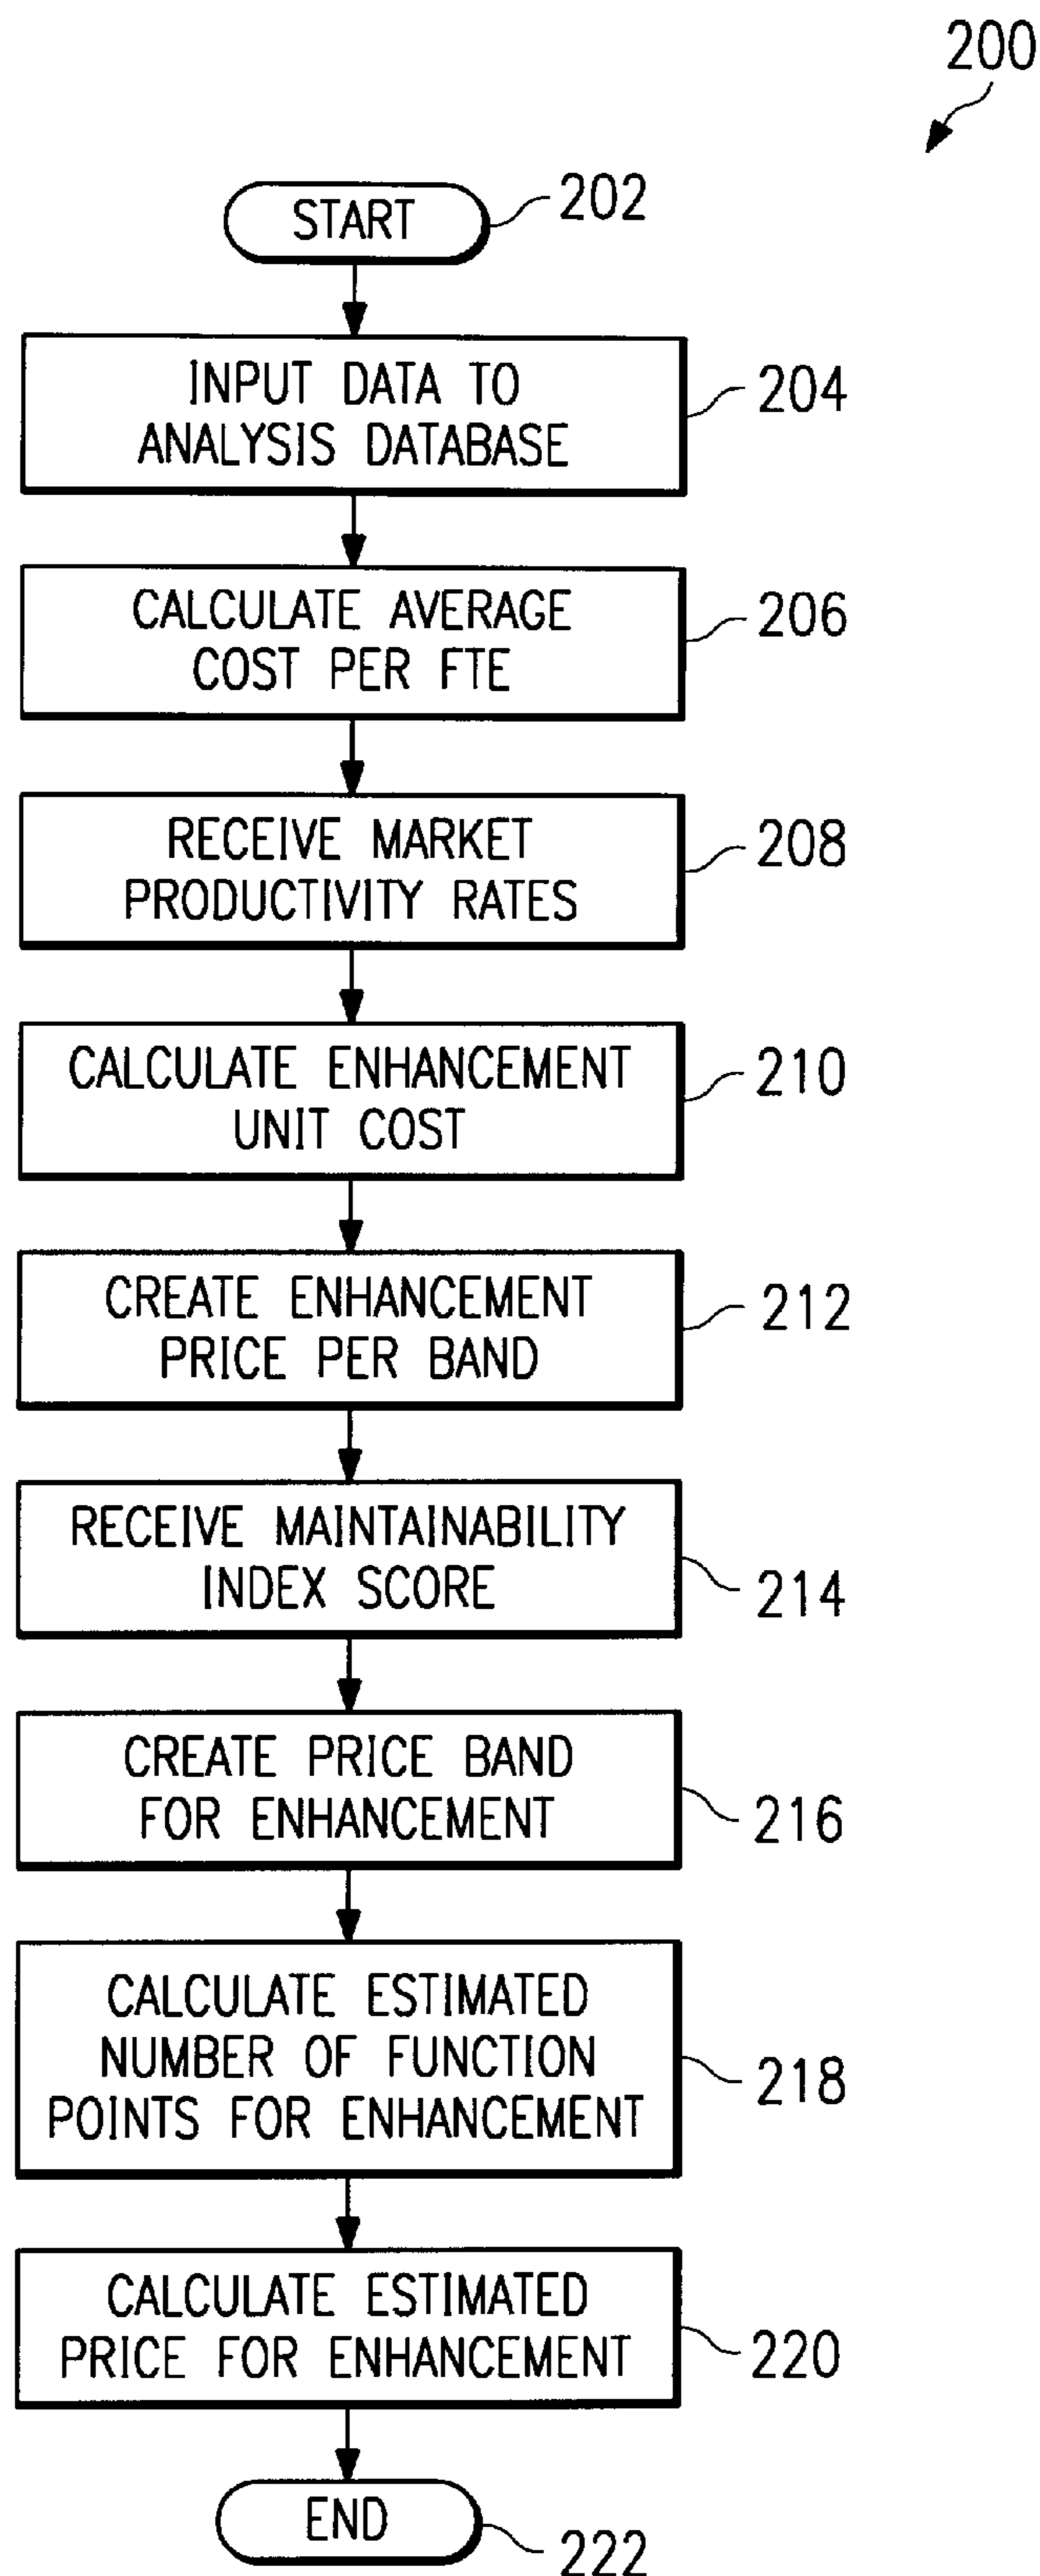 200
START
202
INPUT DATA TO
ANALYSIS DATABASE
204
CALCULATE AVERAGE
COST PER FTE
206
RECEIVE MARKET
PRODUCTIVITY RATES
208
CALCULATE ENHANCEMENT
UNIT COST
210
CREATE ENHANCEMENT
PRICE PER BAND
212
RECEIVE MAINTAINABILITY
INDEX SCORE
214
CREATE PRICE BAND
FOR ENHANCEMENT
216
CALCULATE ESTIMATED
NUMBER OF FUNCTION
POINTS FOR ENHANCEMENT
218
CALCULATE ESTIMATED
PRICE FOR ENHANCEMENT
220
END
222